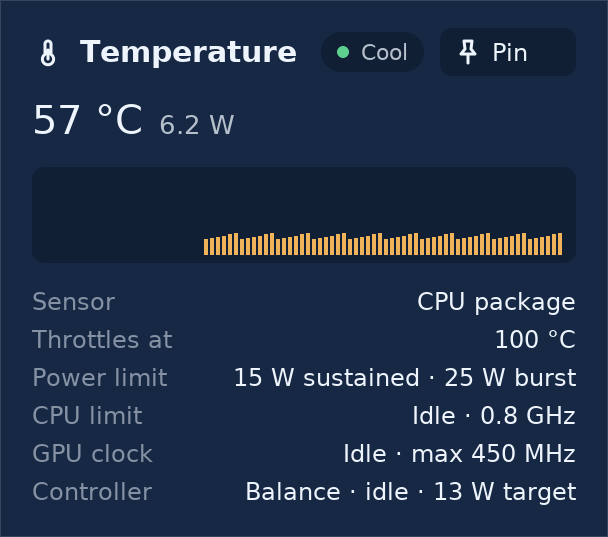 Temperature Cool Pin
57 °C 6.2 W
Sensor CPU package
Throttles at 100 °C
Power limit 15 W sustained · 25 W burst
CPU limit Idle · 0.8 GHz
GPU clock Idle · max 450 MHz
Controller Balance · idle · 13 W target